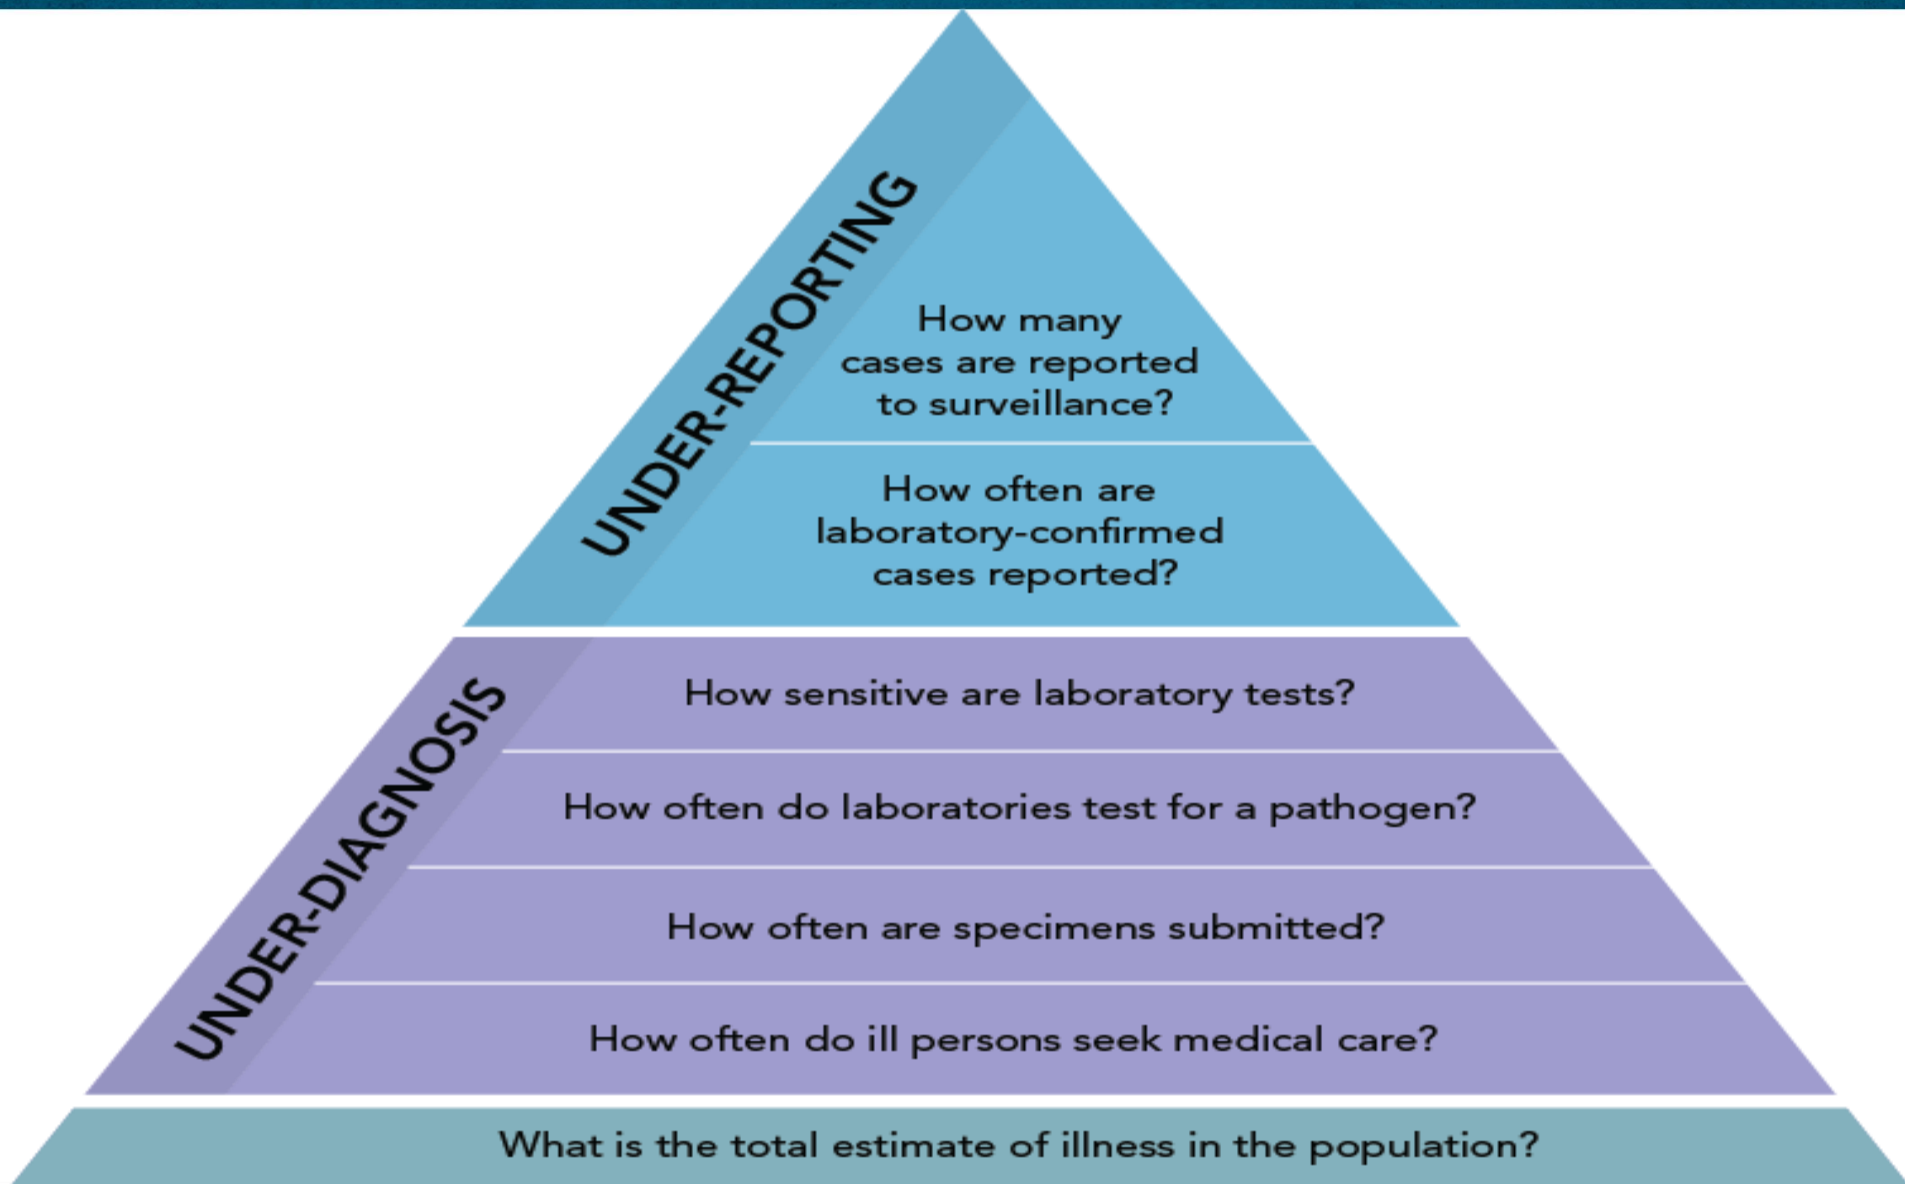 UNDER-REPORTING
How many
cases are reported
to surveillance?
How often are
laboratory-confirmed
cases reported?
UNDER-DIAGNOSIS
How sensitive are laboratory tests?
How often do laboratories test for a pathogen?
How often are specimens submitted?
How often do ill persons seek medical care?
What is the total estimate of illness in the population?